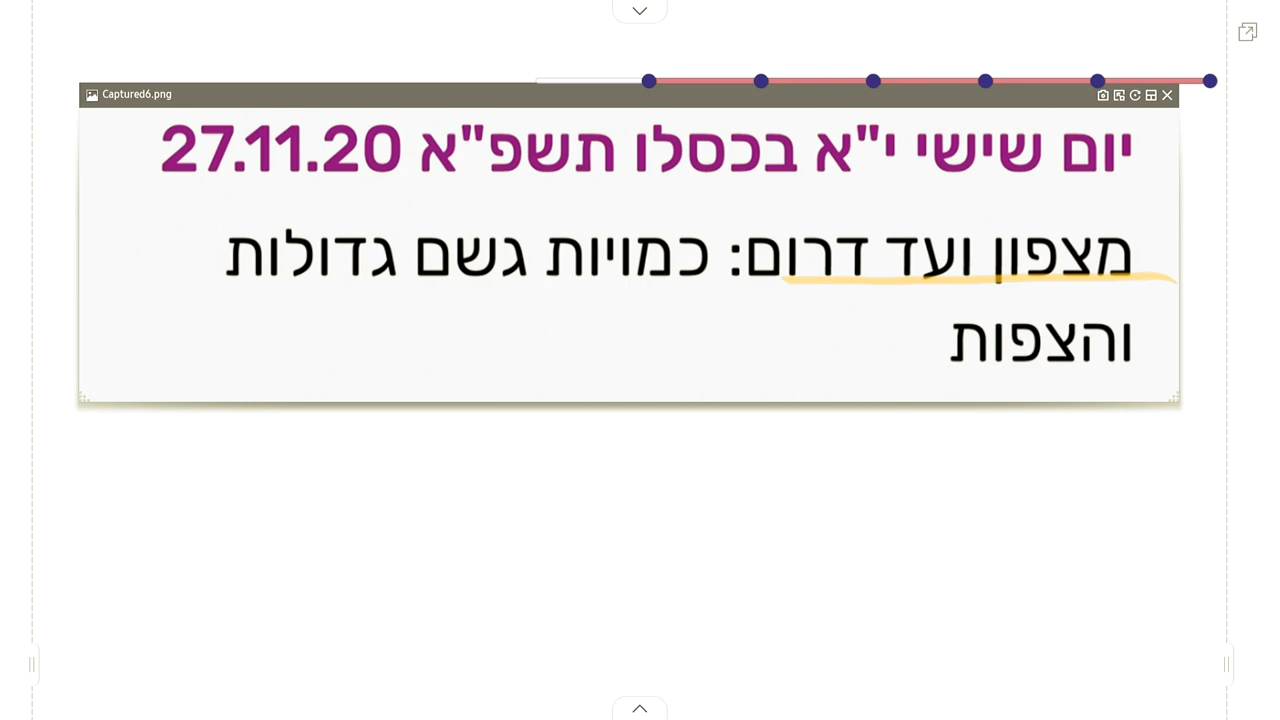 Captured6.png
יום שישי י"א בכסלו תשפ"א 27.11.20
מצפון ועד דרום: כמויות גשם גדולות
והצפות